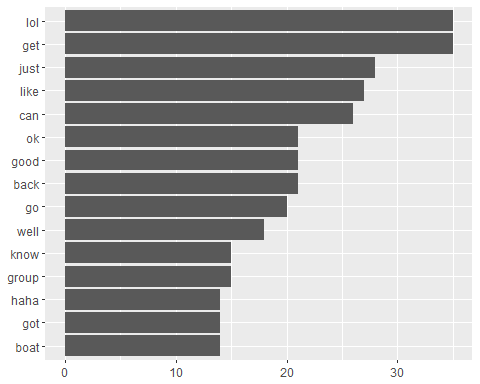 lol
get
just
like
can
ok
good
back
go
well
know
group
haha
got
boat
0 10 20 30